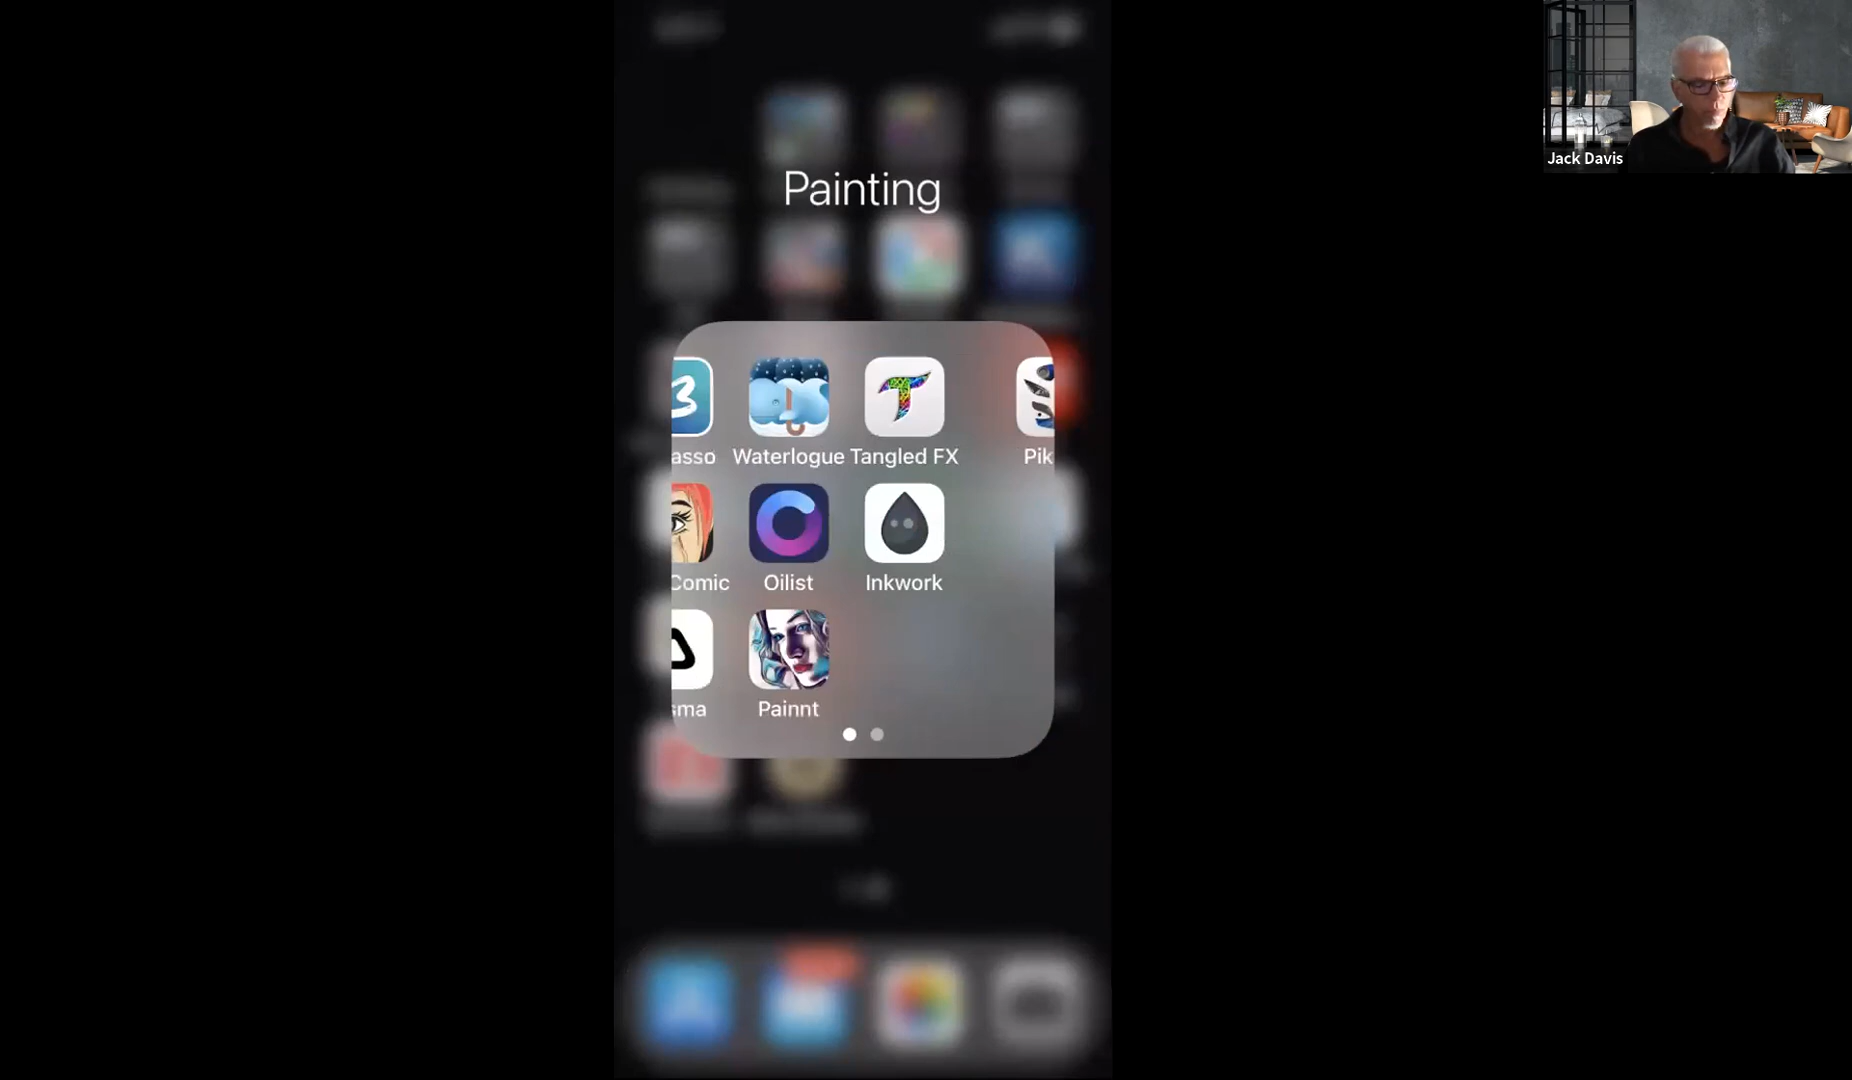 Jack Davis
Painting
asso Waterlogue Tangled FX Pik
Comic Oilist Inkwork
sma Painnt